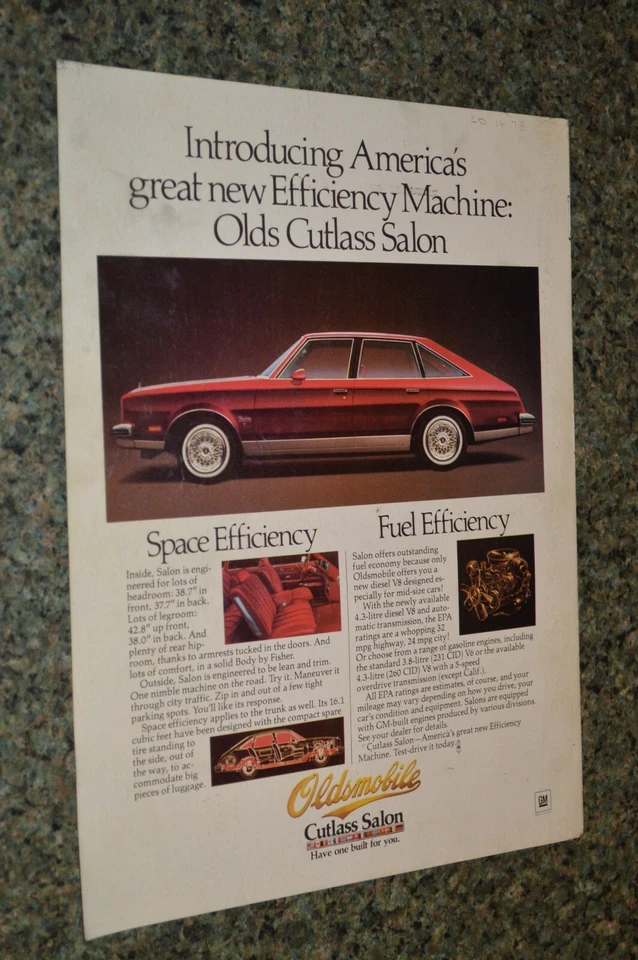 Introducing America's
great new Efficiency Machine:
Olds Cutlass Salon
Space Efficiency
Inside, Salon is engi-
neered for lots of
headroom: 38.7" in
front, 37.7" in back.
Lots of legroom:
42.8" up front,
38.0" in back. And
plenty of rear hip-
room, thanks to armrests tucked in the doors. And
lots of comfort, in a solid Body by Fisher.
Outside, Salon is engineered to be lean and trim.
One nimble machine on the road. Try it. Maneuver it
through city traffic. Zip in and out of a few tight
parking spots. You'll like its response.
Space efficiency applies to the trunk as well. Its 16.1
cubic feet have been designed with the compact spare
tire standing to
the side, out of
the way, to ac-
commodate big
pieces of luggage.
Fuel Efficiency
Salon offers outstanding
fuel economy because only
Oldsmobile offers you a
new diesel V8 designed es-
pecially for mid-size cars!
With the newly available
4.3-litre diesel V8 and auto-
matic transmission, the EPA
ratings are a whopping 32
mpg highway, 24 mpg city!
Or choose from a range of gasoline engines, including
the standard 3.8-litre (231 CID) V6 or the available
4.3-litre (260 CID) V8 with a 5-speed
overdrive transmission (except Calif.).
All EPA ratings are estimates, of course, and your
mileage may vary depending on how you drive, your
car's condition and equipment. Salons are equipped
with GM-built engines produced by various divisions.
See your dealer for details.
Cutlass Salon—America's great new Efficiency
Machine. Test-drive it today.
Oldsmobile
Cutlass Salon
Have one built for you.
GM